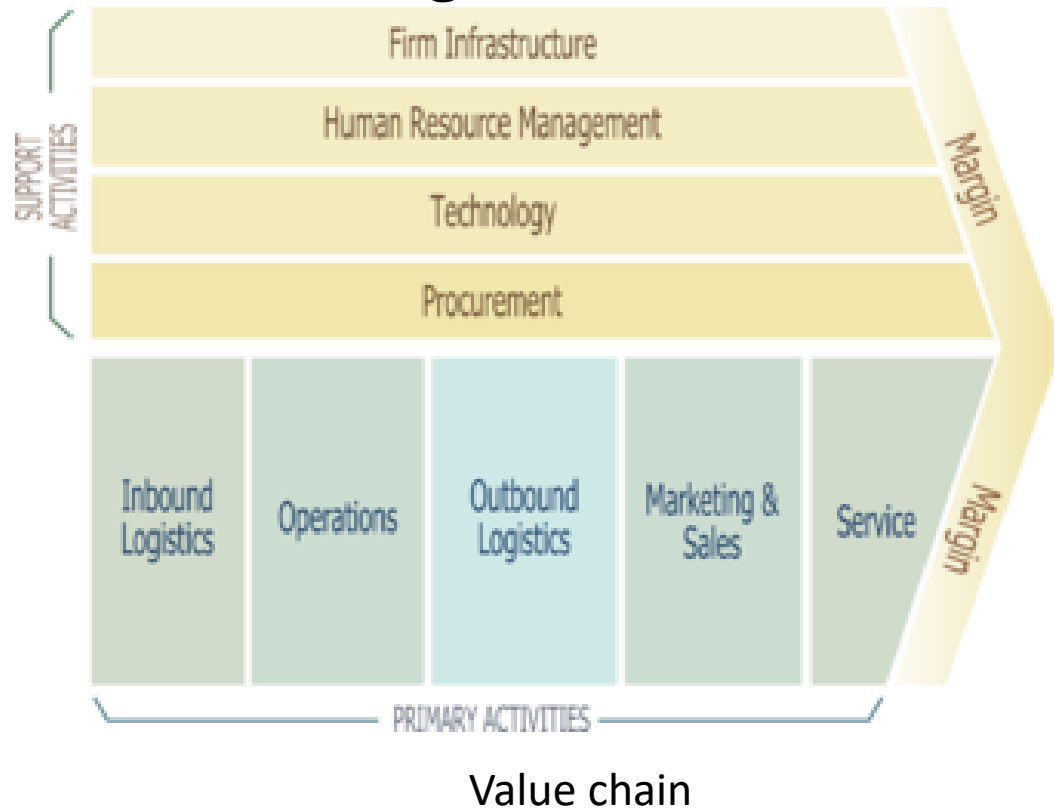 Firm Infrastructure
Human Resource Management
Technology
Procurement
SUPPORT
ACTIVITIES
Margin
Inbound
Logistics
Operations
Outbound
Logistics
Marketing &
Sales
Service
Margin
PRIMARY ACTIVITIES
Value chain